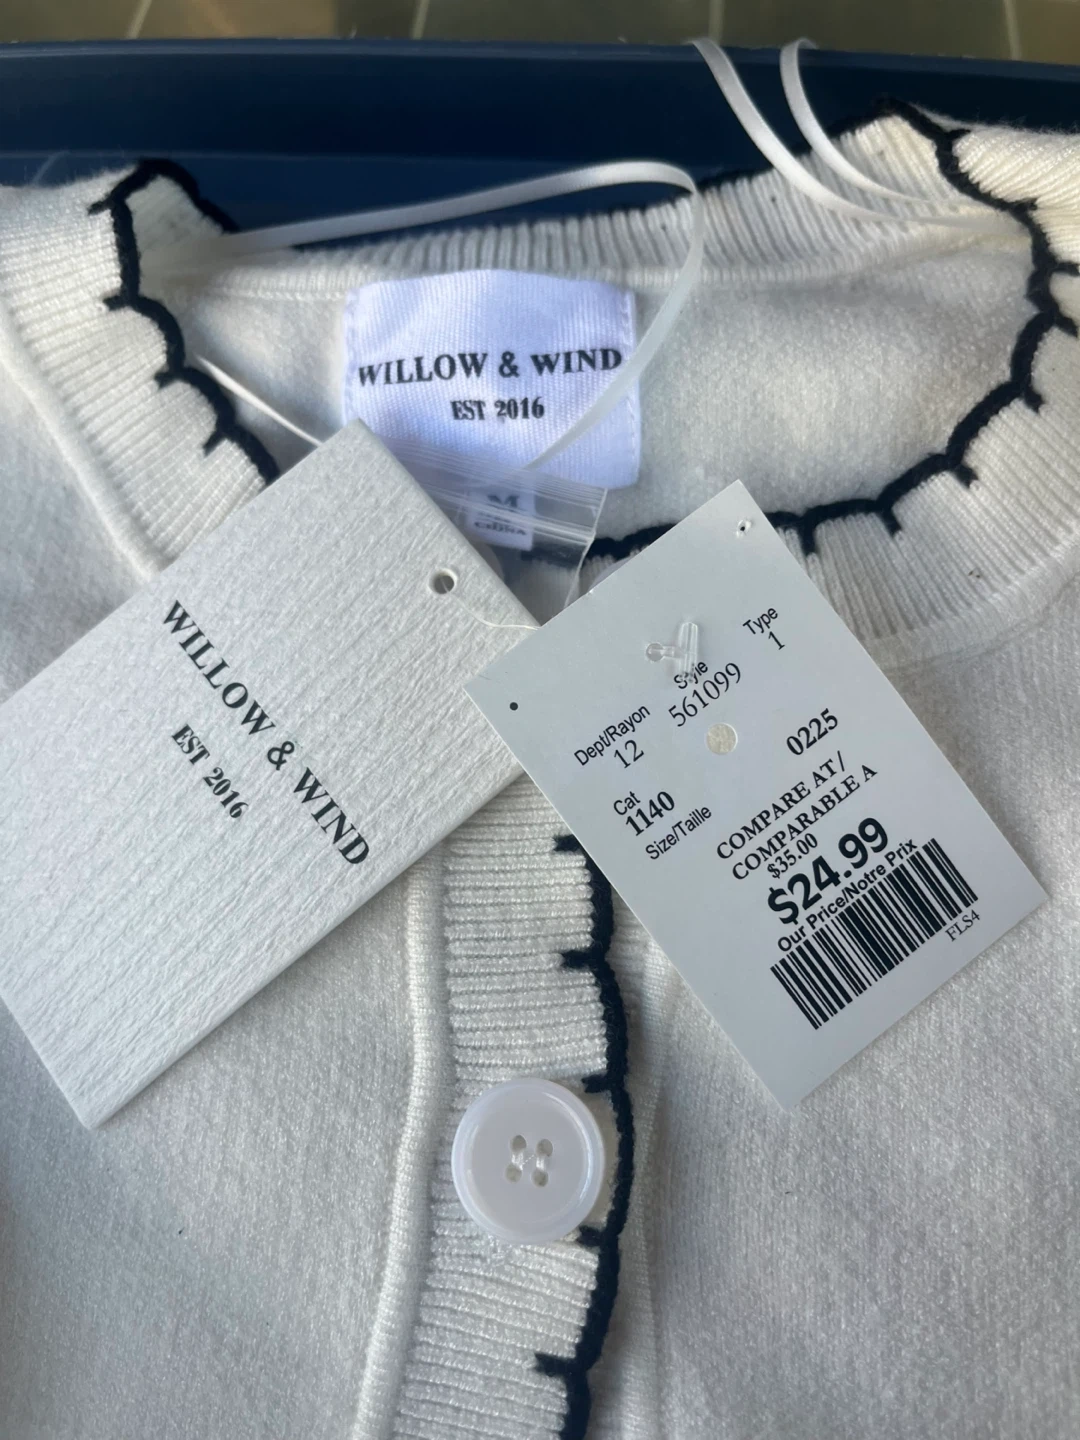 WILLOW & WIND
EST 2016
M
CHINA
WILLOW & WIND
EST 2016
Dept/Rayon Style Type
12 561099 1
Cat 0225
1140
Size/Taille
COMPARE AT/
COMPARABLE A
$35.00
$24.99
Our Price/Notre Prix
FLS4